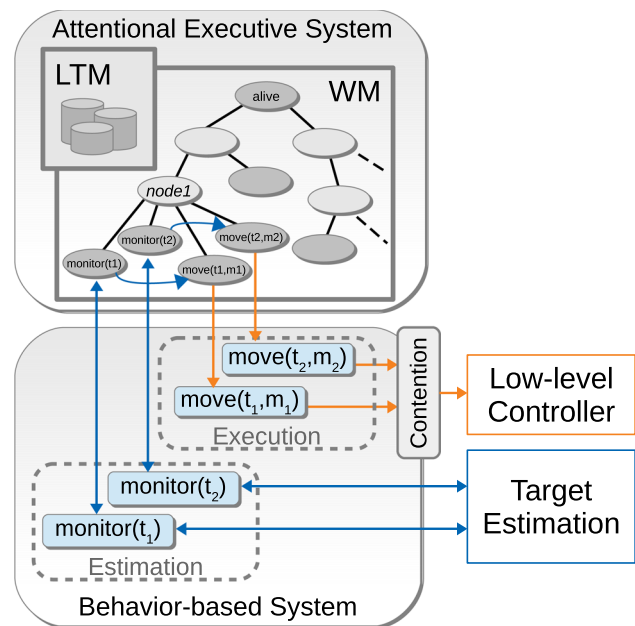 Attentional Executive System
LTM
WM
alive
node1
monitor(t2)
move(t2,m2)
monitor(t1)
move(t1,m1)
move(t₂,m₂)
move(t₁,m₁)
Execution
Contention
Low-level
Controller
monitor(t₂)
monitor(t₁)
Estimation
Target
Estimation
Behavior-based System